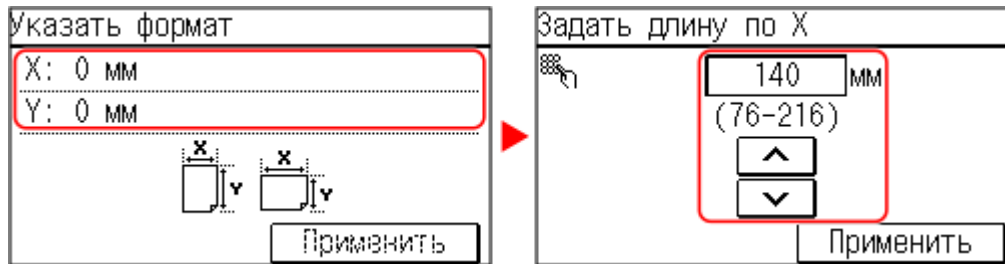 Указать формат
X: 0 мм
Y: 0 мм
X
Y
X
Y
Применить
Задать длину по X
140 мм
(76-216)
Применить